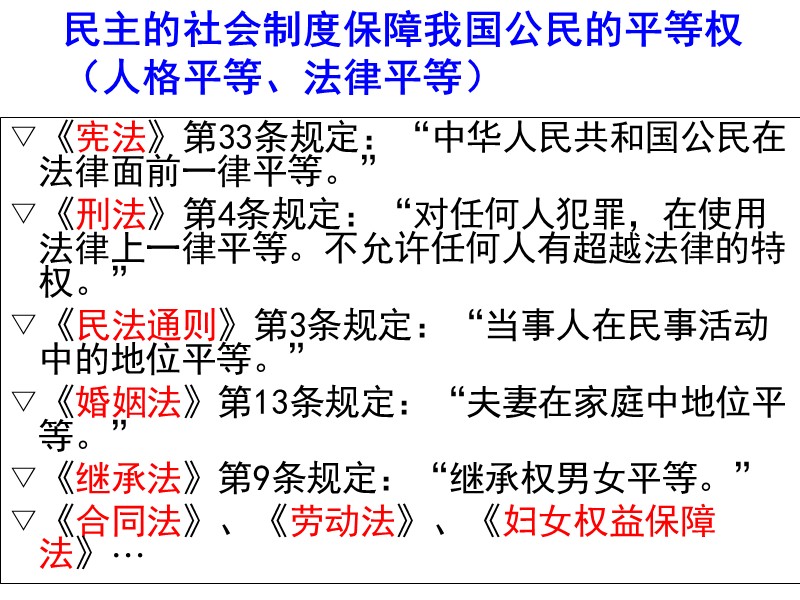 民主的社会制度保障我国公民的平等权
（人格平等、法律平等）
▽《宪法》第33条规定：“中华人民共和国公民在
法律面前一律平等。”
▽《刑法》第4条规定：“对任何人犯罪，在使用
法律上一律平等。不允许任何人有超越法律的特
权。”
▽《民法通则》第3条规定：“当事人在民事活动
中的地位平等。”
▽《婚姻法》第13条规定：“夫妻在家庭中地位平
等。”
▽《继承法》第9条规定：“继承权男女平等。”
▽《合同法》、《劳动法》、《妇女权益保障
法》…